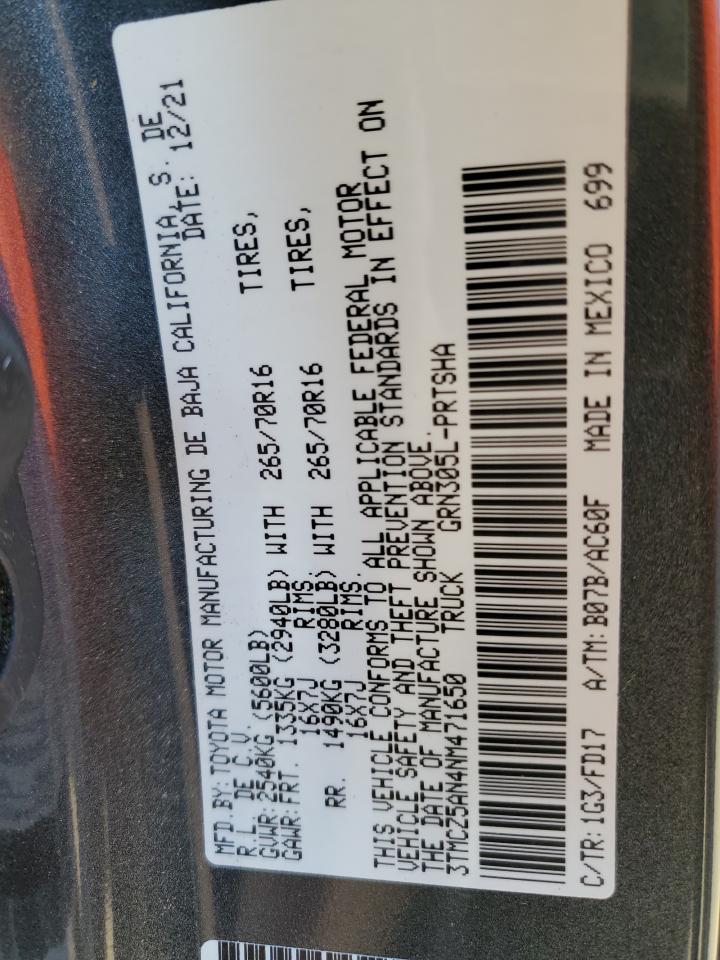 MFD.BY:TOYOTA MOTOR MANUFACTURING DE BAJA CALIFORNIA, S. DE
R.L. DE C.V. DATE: 12/21
GVWR:2540KG (5600LB)
GAWR:FRT. 1335KG (2940LB) WITH 265/70R16 TIRES,
16X7J RIMS.
RR. 1490KG (3280LB) WITH 265/70R16 TIRES,
16X7J RIMS.
THIS VEHICLE CONFORMS TO ALL APPLICABLE FEDERAL MOTOR
VEHICLE SAFETY AND THEFT PREVENTION STANDARDS IN EFFECT ON
THE DATE OF MANUFACTURE SHOWN ABOVE.
3TMCZ5AN4NM471650 TRUCK GRN305L-PRTSHA
C/TR:1G3/FD17 A/TM:B07B/AC60F MADE IN MEXICO 699